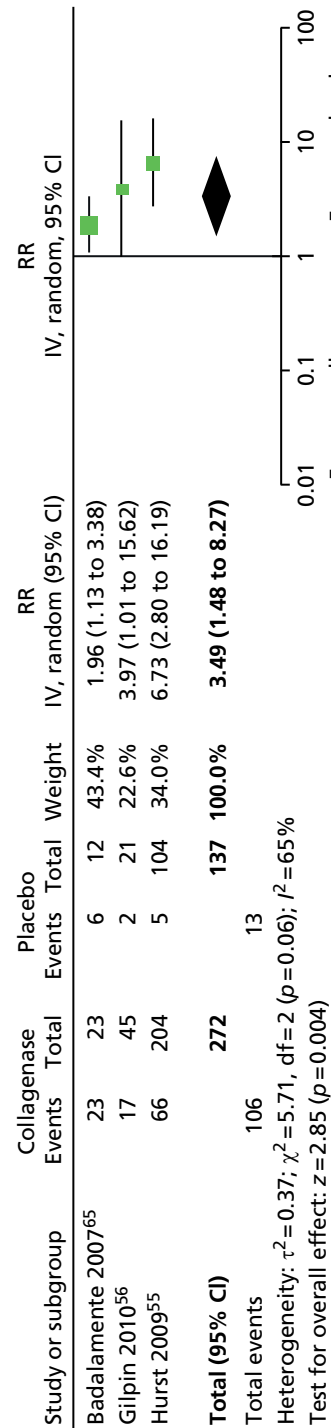 Study or subgroup Collagenase Events Total Placebo Events Total Weight RR IV, random (95% CI) RR IV, random, 95% CI
Badalamente 2007⁶⁵ 23 23 6 12 43.4% 1.96 (1.13 to 3.38)
Gilpin 2010⁵⁶ 17 45 2 21 22.6% 3.97 (1.01 to 15.62)
Hurst 2009⁵⁵ 66 204 5 104 34.0% 6.73 (2.80 to 16.19)
Total (95% CI) 272 137 100.0% 3.49 (1.48 to 8.27)
Total events 106 13
Heterogeneity: τ²=0.37; χ²=5.71, df=2 (p=0.06); I²=65%
Test for overall effect: z=2.85 (p=0.004)
0.01 0.1 1 10 100